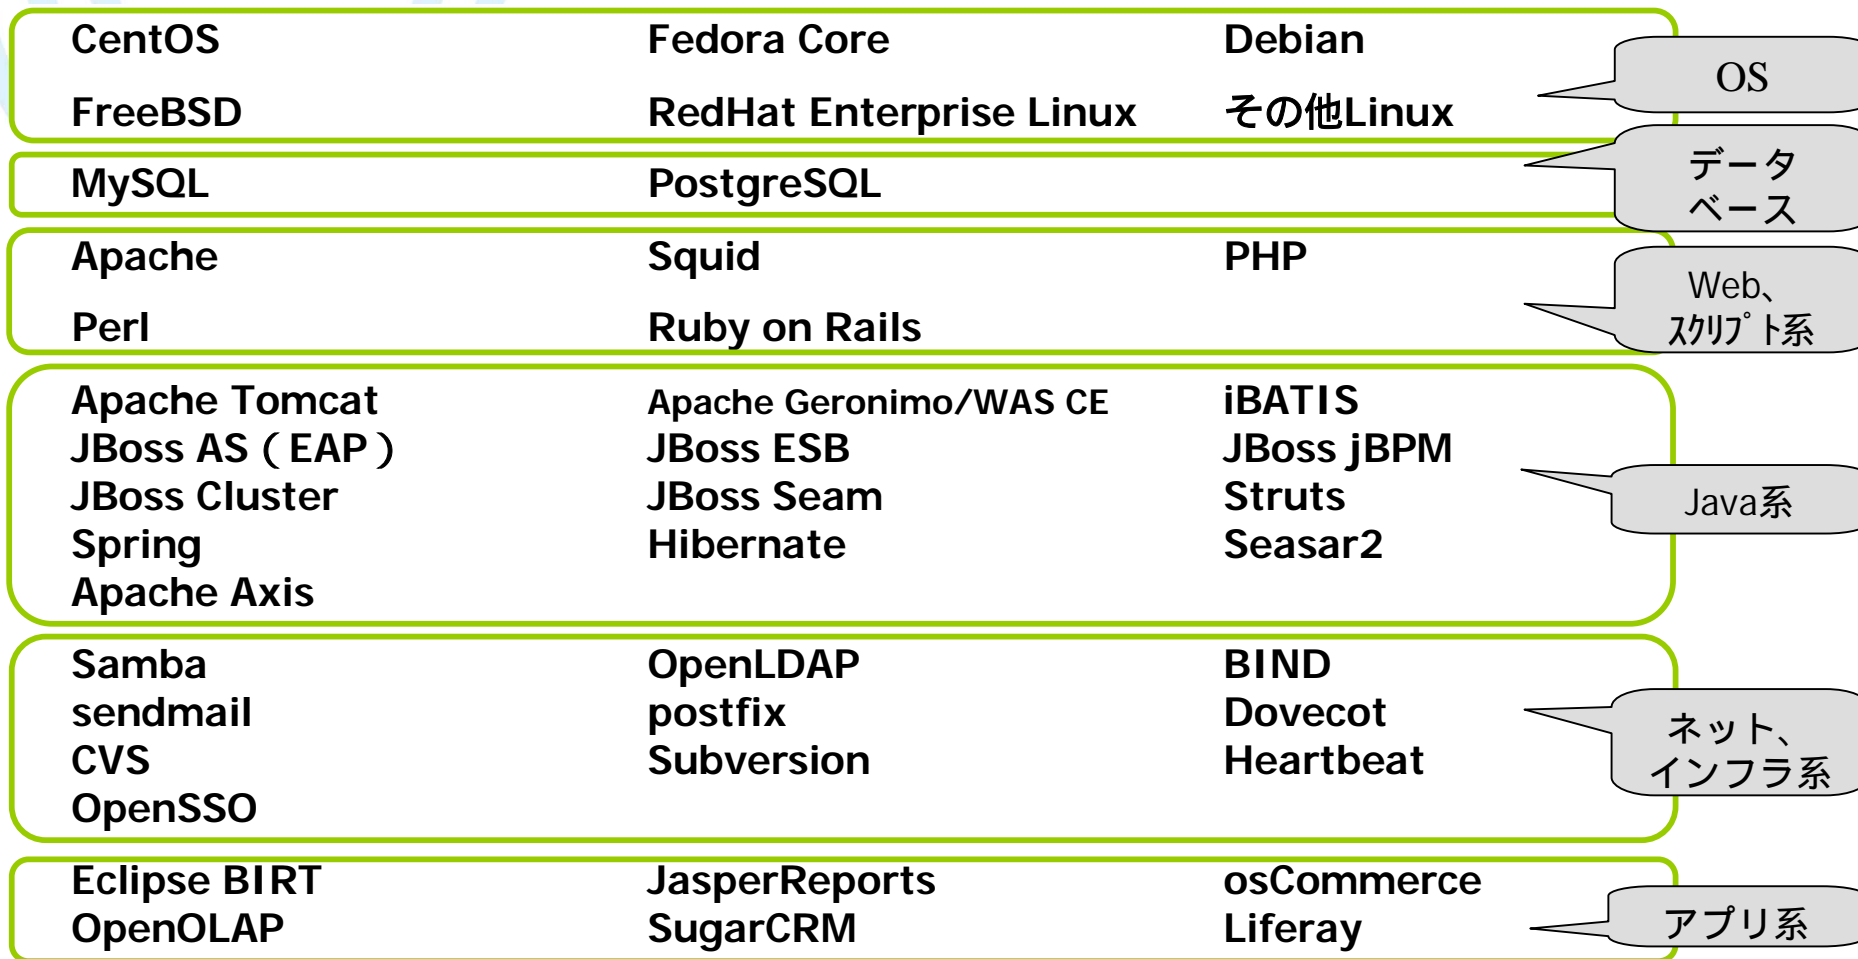 CentOS Fedora Core Debian
FreeBSD RedHat Enterprise Linux その他Linux
OS
MySQL PostgreSQL
データ
ベース
Apache Squid PHP
Perl Ruby on Rails
Web、
ｽｸﾘﾌﾟﾄ系
Apache Tomcat Apache Geronimo/WAS CE iBATIS
JBoss AS（EAP） JBoss ESB JBoss jBPM
JBoss Cluster JBoss Seam Struts
Spring Hibernate Seasar2
Apache Axis
Java系
Samba OpenLDAP BIND
sendmail postfix Dovecot
CVS Subversion Heartbeat
OpenSSO
ネット、
インフラ系
Eclipse BIRT JasperReports osCommerce
OpenOLAP SugarCRM Liferay
アプリ系